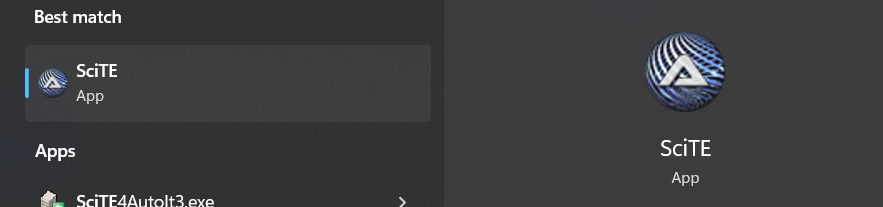 Best match
SciTE
App
Apps
SciTE4AutoIt3.exe
SciTE
App